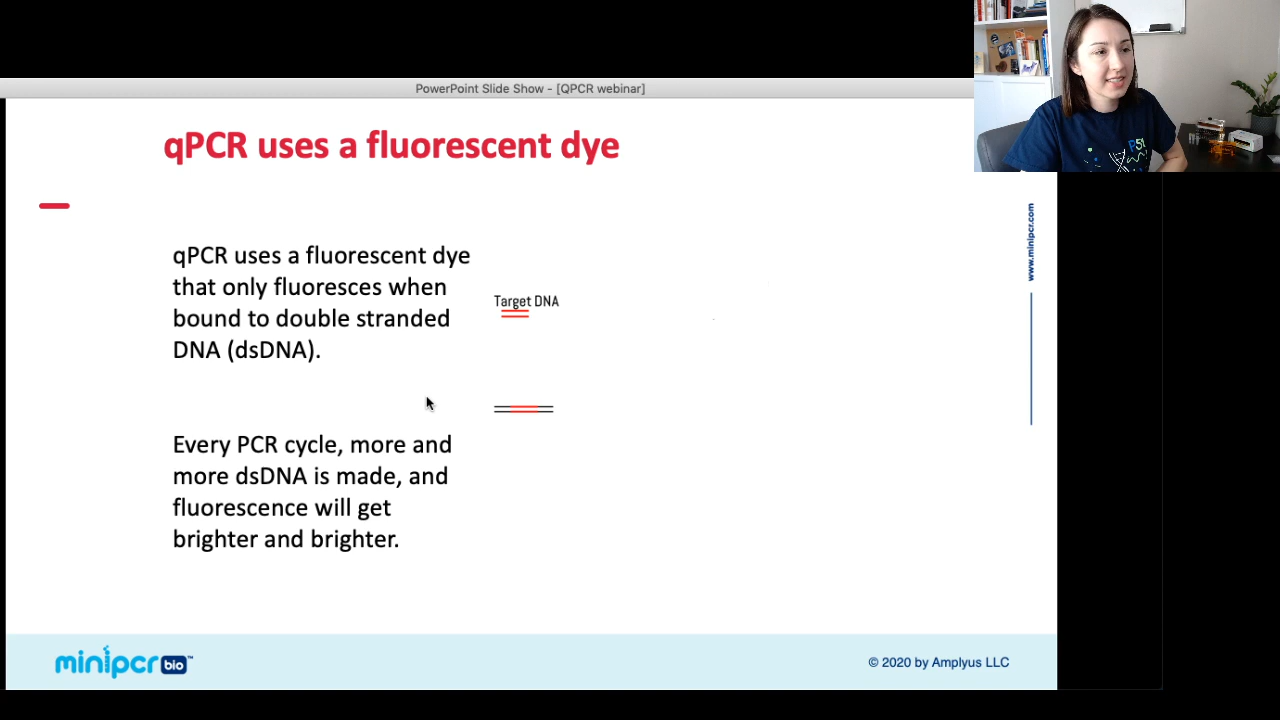 PowerPoint Slide Show - [QPCR webinar]
qPCR uses a fluorescent dye
qPCR uses a fluorescent dye
that only fluoresces when
bound to double stranded
DNA (dsDNA).
Target DNA
Every PCR cycle, more and
more dsDNA is made, and
fluorescence will get
brighter and brighter.
www.minipcr.com
minipcr bio™
© 2020 by Amplyus LLC